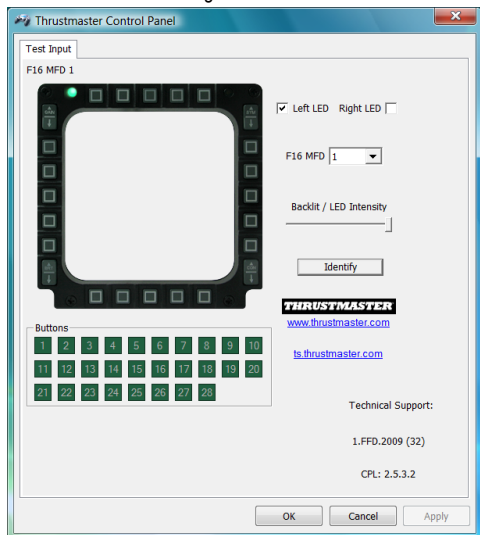 Thrustmaster Control Panel
Test Input
F16 MFD 1
Left LED Right LED
F16 MFD 1
Backlit / LED Intensity
Identify
THRUSTMASTER
www.thrustmaster.com
ts.thrustmaster.com
Buttons
1 2 3 4 5 6 7 8 9 10
11 12 13 14 15 16 17 18 19 20
21 22 23 24 25 26 27 28
Technical Support:
1.FFD.2009 (32)
CPL: 2.5.3.2
OK Cancel Apply